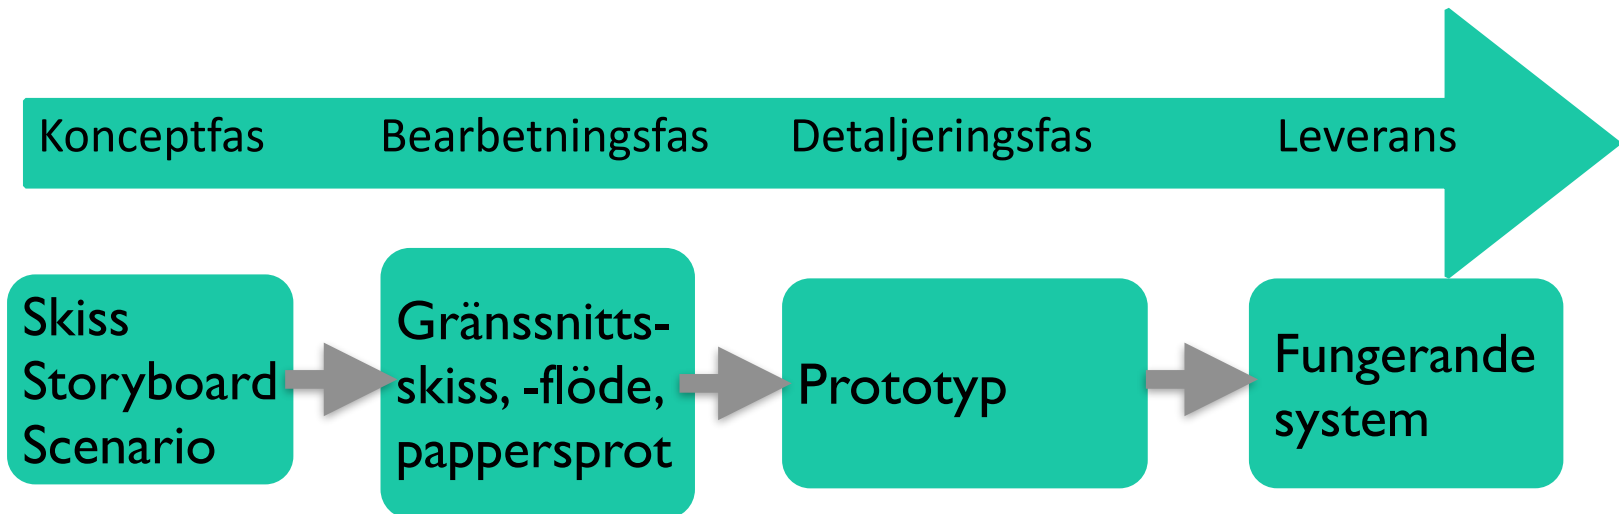 Konceptfas Bearbetningsfas Detaljeringsfas Leverans
Skiss
Storyboard
Scenario
Gränssnitts-
skiss, -flöde,
pappersprot
Prototyp
Fungerande
system